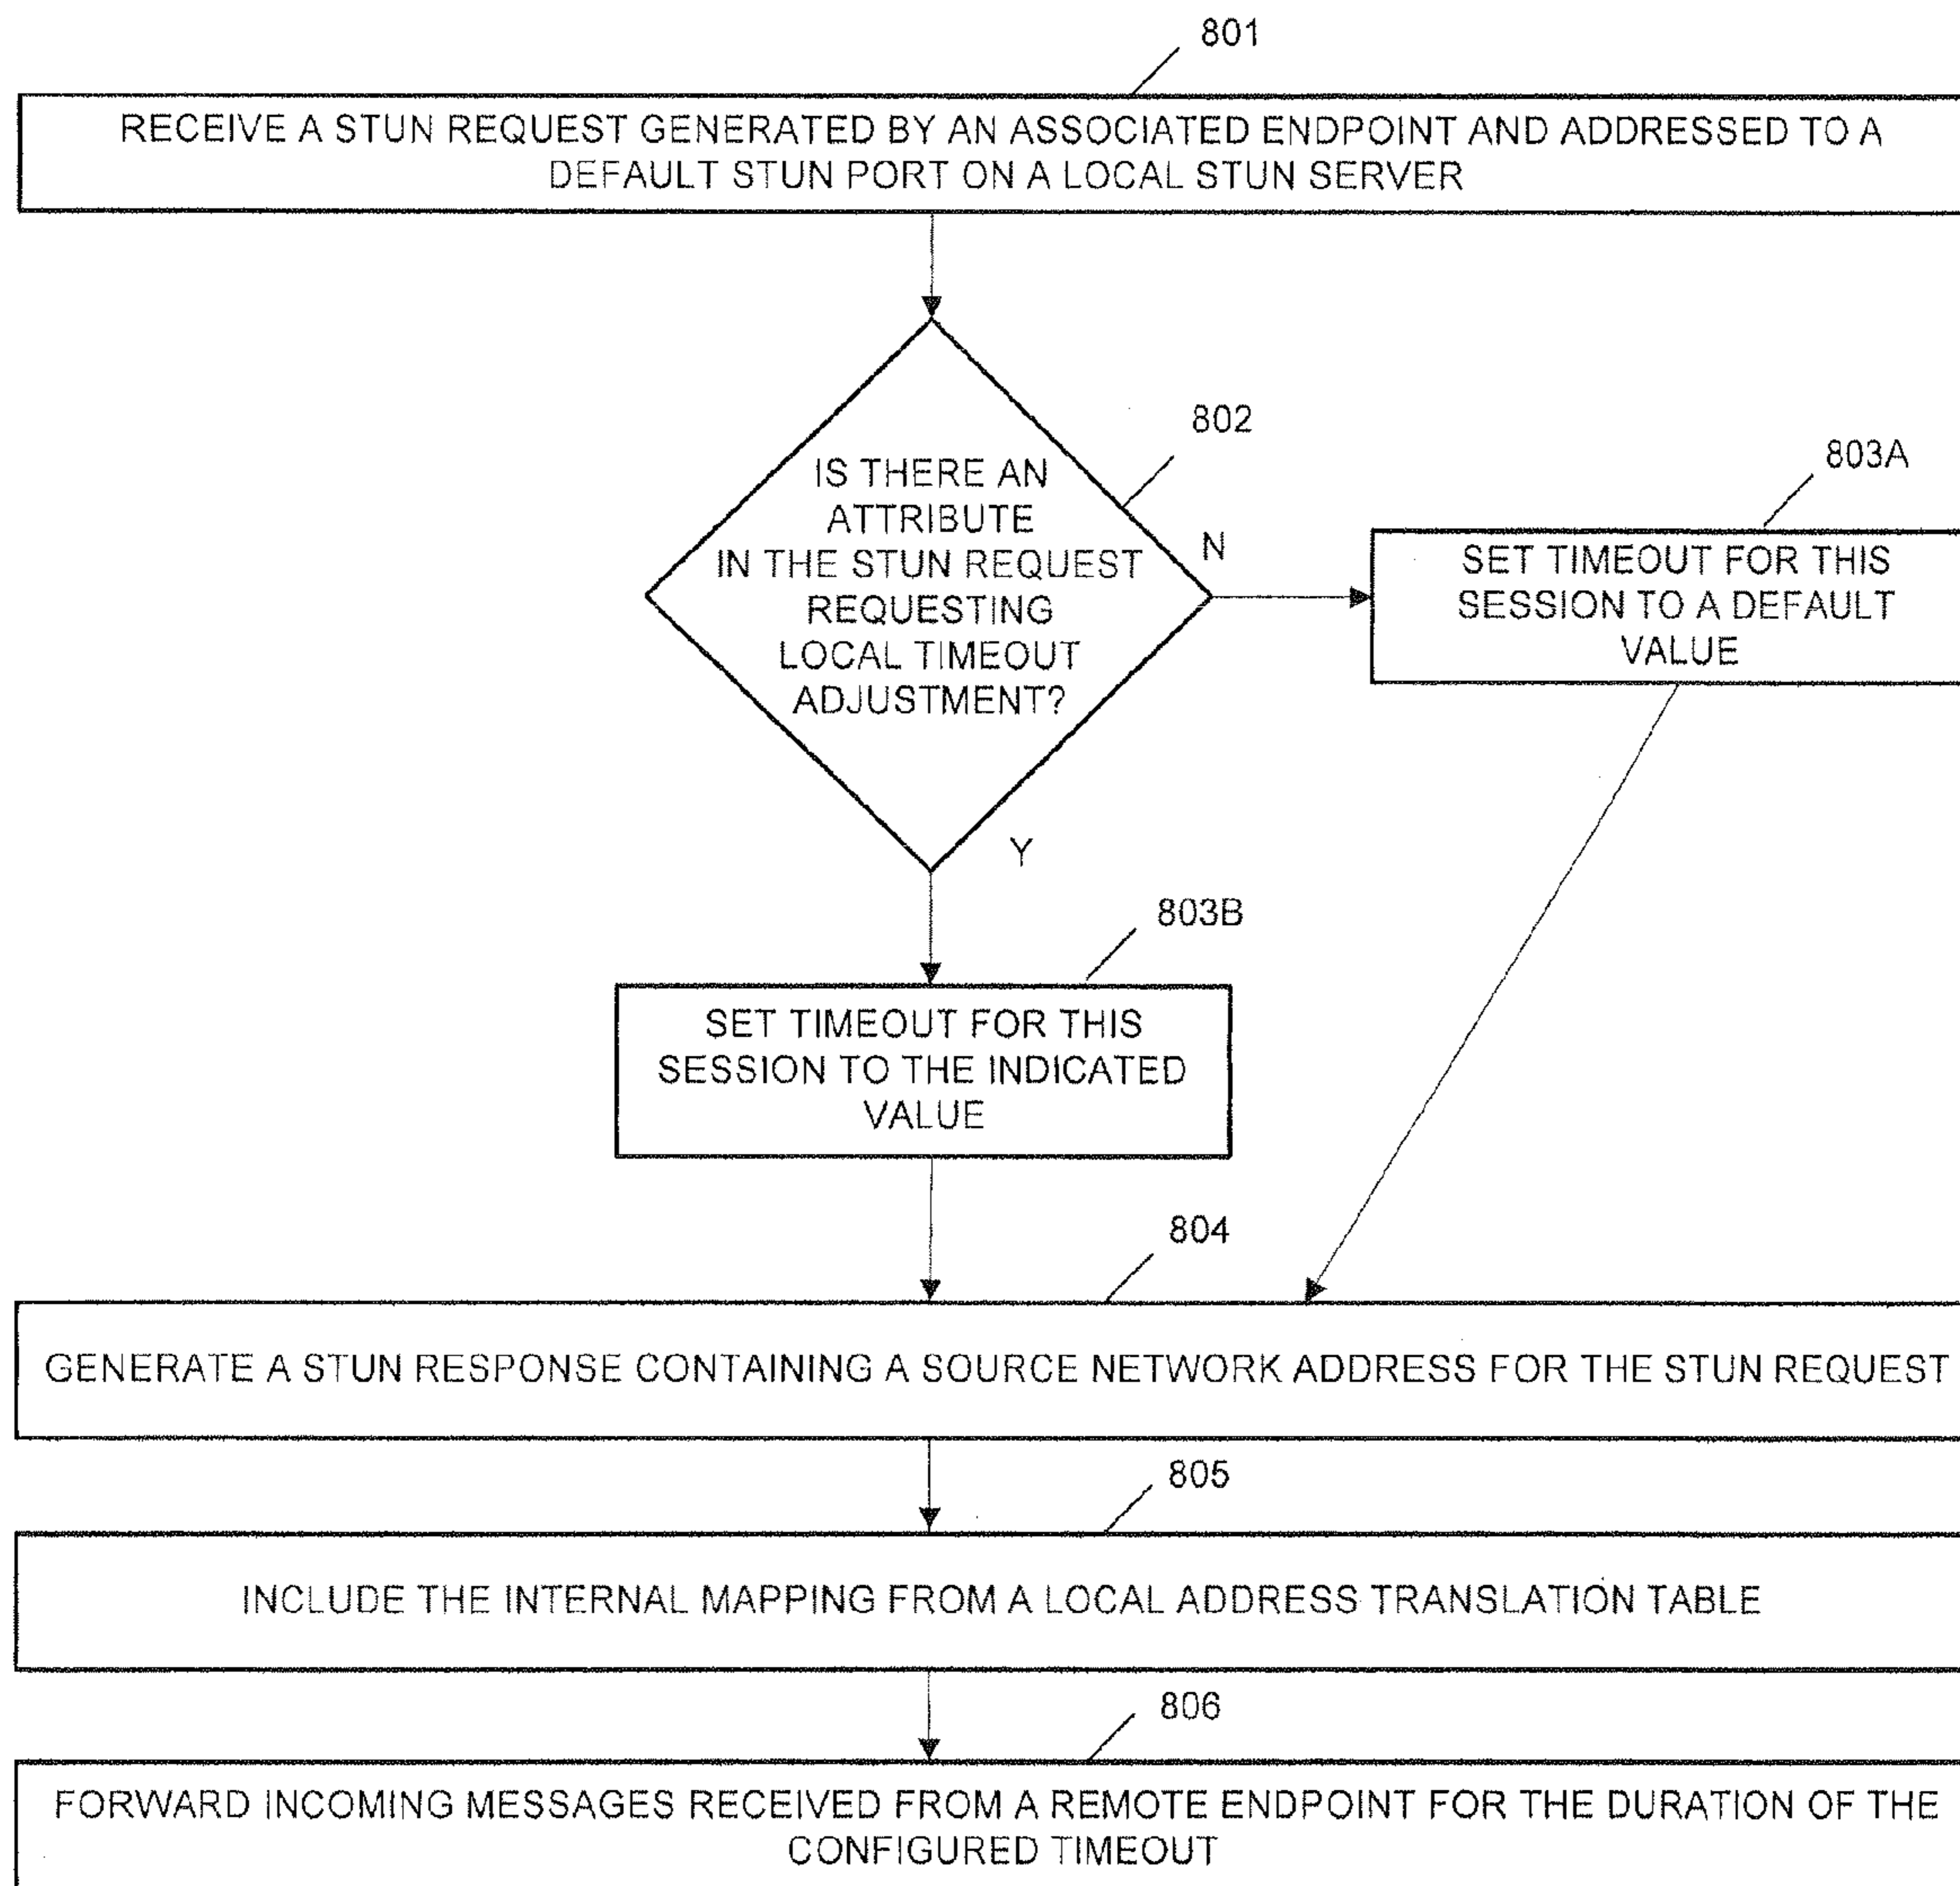 801
RECEIVE A STUN REQUEST GENERATED BY AN ASSOCIATED ENDPOINT AND ADDRESSED TO A
DEFAULT STUN PORT ON A LOCAL STUN SERVER
802
IS THERE AN
ATTRIBUTE
IN THE STUN REQUEST
REQUESTING
LOCAL TIMEOUT
ADJUSTMENT?
N
803A
SET TIMEOUT FOR THIS
SESSION TO A DEFAULT
VALUE
Y
803B
SET TIMEOUT FOR THIS
SESSION TO THE INDICATED
VALUE
804
GENERATE A STUN RESPONSE CONTAINING A SOURCE NETWORK ADDRESS FOR THE STUN REQUEST
805
INCLUDE THE INTERNAL MAPPING FROM A LOCAL ADDRESS TRANSLATION TABLE
806
FORWARD INCOMING MESSAGES RECEIVED FROM A REMOTE ENDPOINT FOR THE DURATION OF THE
CONFIGURED TIMEOUT